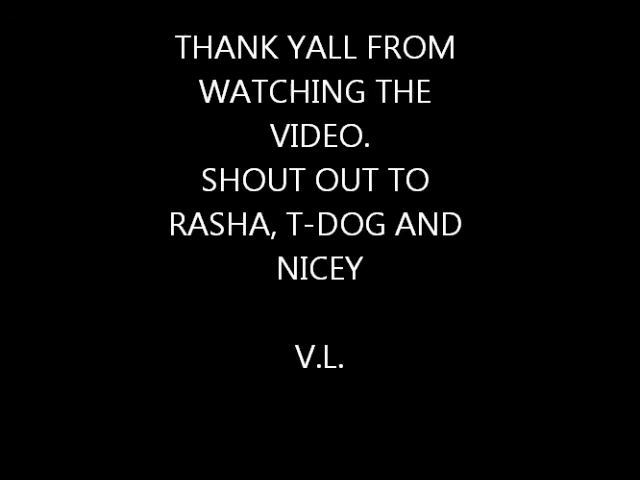 THANK YALL FROM
WATCHING THE
VIDEO.
SHOUT OUT TO
RASHA, T-DOG AND
NICEY
V.L.